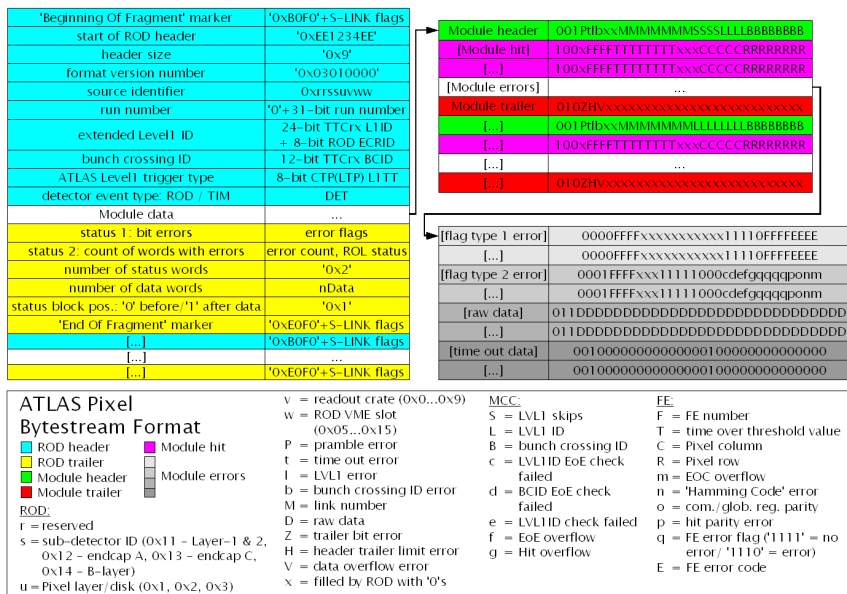 'Beginning Of Fragment' marker '0xB0F0'+S-LINK flags
start of ROD header '0xEE1234EE'
header size '0x9'
format version number '0x03010000'
source identifier 0xrrssuvww
run number '0'+31-bit run number
extended Level1 ID 24-bit TTCrx L1ID
+ 8-bit ROD ECRID
bunch crossing ID 12-bit TTCrx BCID
ATLAS Level1 trigger type 8-bit CTP(LTP) L1TT
detector event type: ROD / TIM DET
Module data ...
status 1: bit errors error flags
status 2: count of words with errors error count, ROL status
number of status words '0x2'
number of data words nData
status block pos.: '0' before/'1' after data '0x1'
'End Of Fragment' marker '0xE0F0'+S-LINK flags
[...] '0xB0F0'+S-LINK flags
[...] ...
[...] '0xE0F0'+S-LINK flags
Module header 001PtlbxxMMMMMMMSSSSLLLLBBBBBBBB
[Module hit] 100xFFFFTTTTTTTTxxxCCCCCRRRRRRRR
[...] 100xFFFFTTTTTTTTxxxCCCCCRRRRRRRR
[Module errors] ...
Module trailer 010ZHVxxxxxxxxxxxxxxxxxxxxxxxxxx
[...] 001PtlbxxMMMMMMMLLLLLLLLBBBBBBBB
[...] 100xFFFFTTTTTTTTxxxCCCCCRRRRRRRR
[...] ...
[...] 010ZHVxxxxxxxxxxxxxxxxxxxxxxxxxx
[flag type 1 error] 0000FFFFxxxxxxxxxxx11110FFFFEEEE
[...] 0000FFFFxxxxxxxxxxx11110FFFFEEEE
[flag type 2 error] 0001FFFFxxx11111000cdefgqqqqponm
[...] 0001FFFFxxx11111000cdefgqqqqponm
[raw data] 011DDDDDDDDDDDDDDDDDDDDDDDDDDDDD
[...] 011DDDDDDDDDDDDDDDDDDDDDDDDDDDDD
[time out data] 00100000000000000100000000000000
[...] 00100000000000000100000000000000
ATLAS Pixel
Bytestream Format
ROD header
ROD trailer
Module header
Module trailer
Module hit
Module errors
ROD:
r = reserved
s = sub-detector ID (0x11 - Layer-1 & 2,
0x12 - endcap A, 0x13 - endcap C,
0x14 - B-layer)
u = Pixel layer/disk (0x1, 0x2, 0x3)
v = readout crate (0x0...0x9)
w = ROD VME slot
(0x05...0x15)
P = pramble error
t = time out error
l = LVL1 error
b = bunch crossing ID error
M = link number
D = raw data
Z = trailer bit error
H = header trailer limit error
V = data overflow error
x = filled by ROD with '0's
MCC:
S = LVL1 skips
L = LVL1 ID
B = bunch crossing ID
c = LVL1ID EoE check
failed
d = BCID EoE check
failed
e = LVL1ID check failed
f = EoE overflow
g = Hit overflow
FE:
F = FE number
T = time over threshold value
C = Pixel column
R = Pixel row
m = EOC overflow
n = 'Hamming Code' error
o = com./glob. reg. parity
p = hit parity error
q = FE error flag ('1111' = no
error/ '1110' = error)
E = FE error code